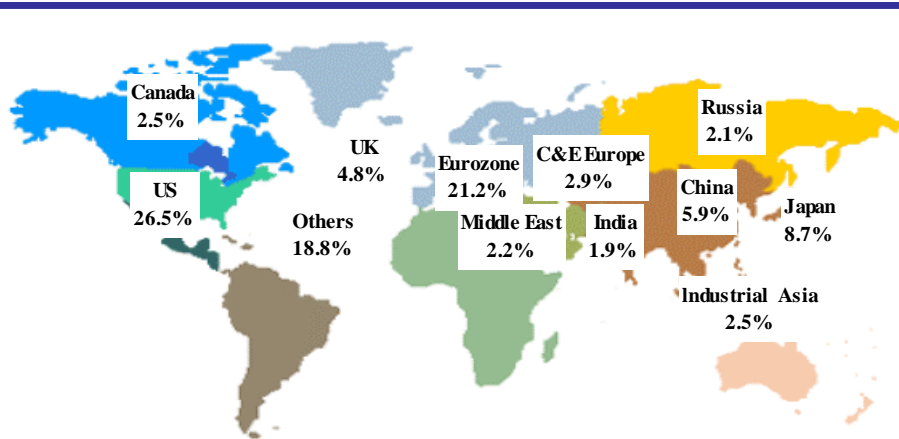 Canada
2.5%
US
26.5%
UK
4.8%
Others
18.8%
Eurozone
21.2%
C&E Europe
2.9%
Middle East
2.2%
India
1.9%
Russia
2.1%
China
5.9%
Japan
8.7%
Industrial Asia
2.5%